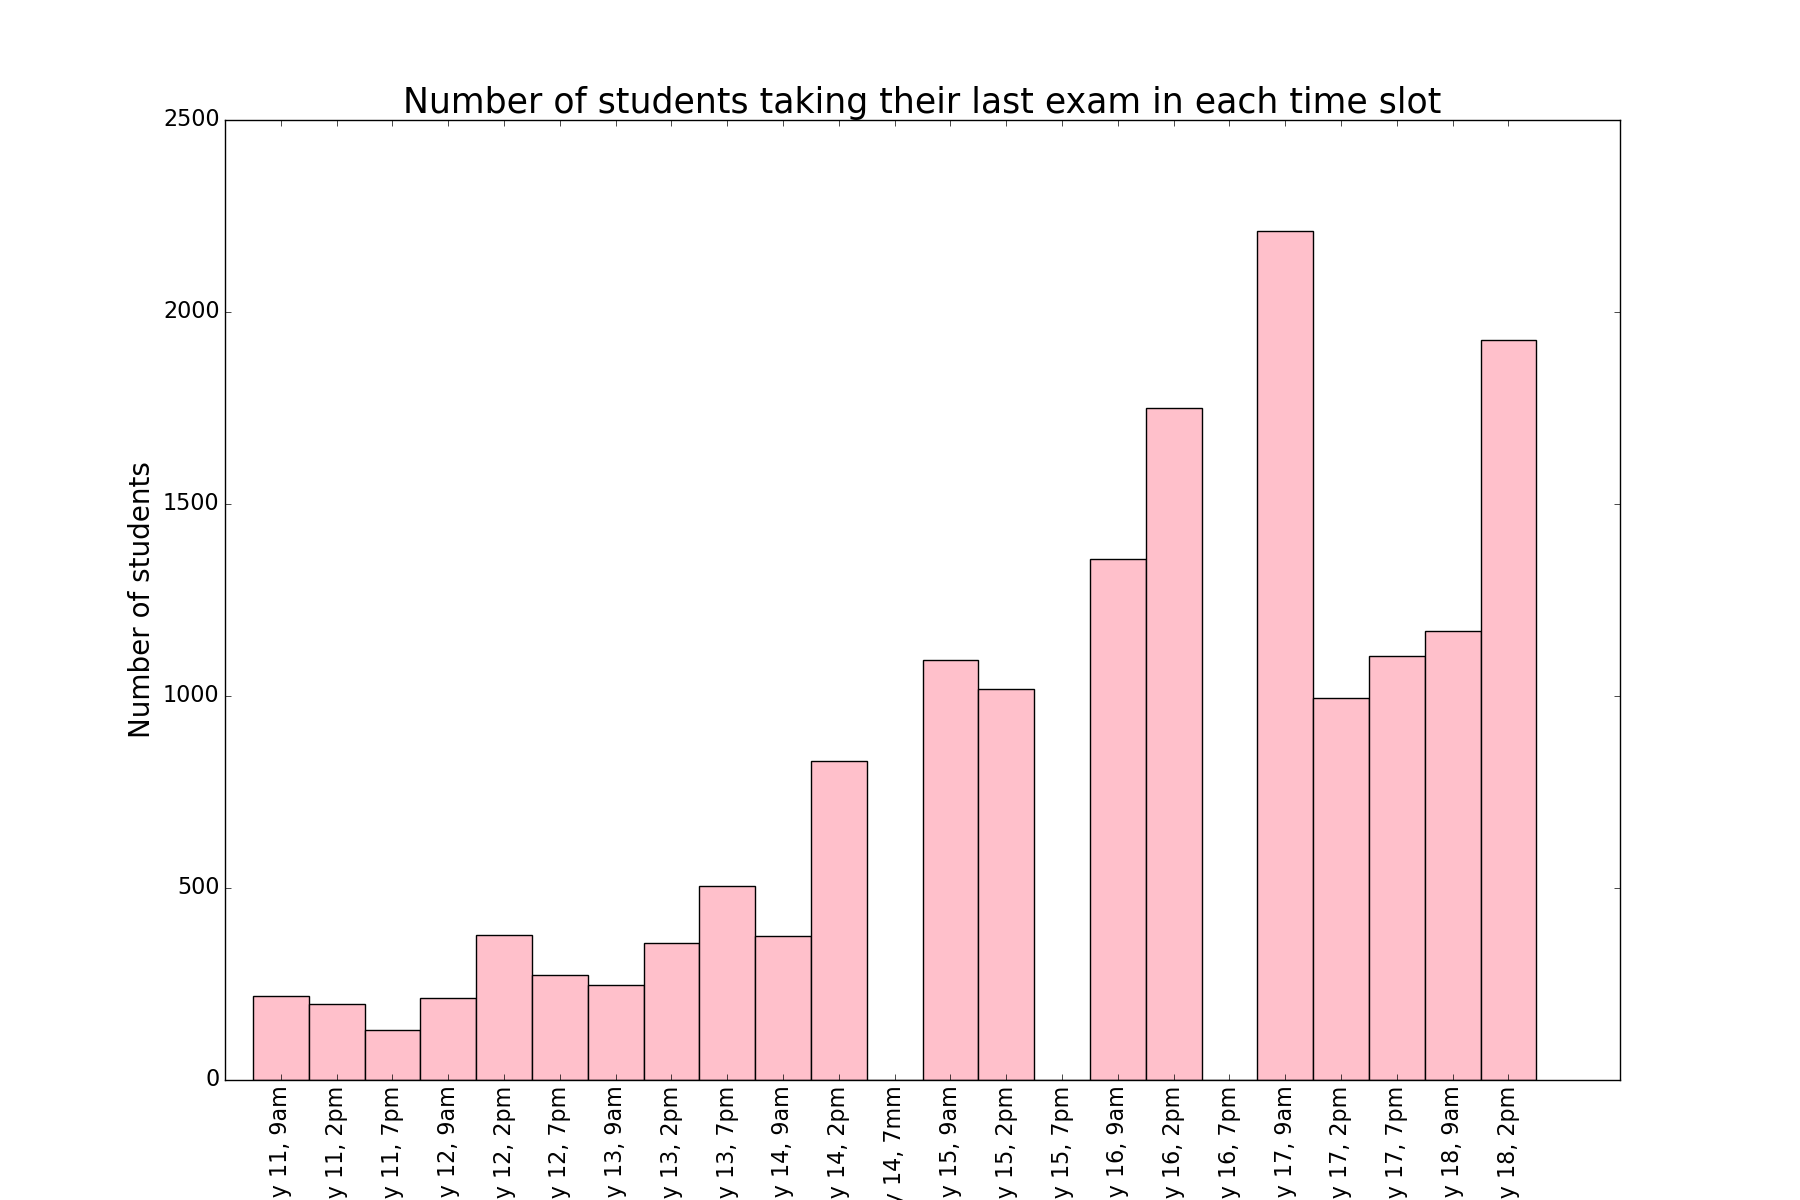 Number of students taking their last exam in each time slot
Number of students
2500
2000
1500
1000
500
0
y 11, 9am
y 11, 2pm
y 11, 7pm
y 12, 9am
y 12, 2pm
y 12, 7pm
y 13, 9am
y 13, 2pm
y 13, 7pm
y 14, 9am
y 14, 2pm
y 14, 7mm
y 15, 9am
y 15, 2pm
y 15, 7pm
y 16, 9am
y 16, 2pm
y 16, 7pm
y 17, 9am
y 17, 2pm
y 17, 7pm
y 18, 9am
y 18, 2pm